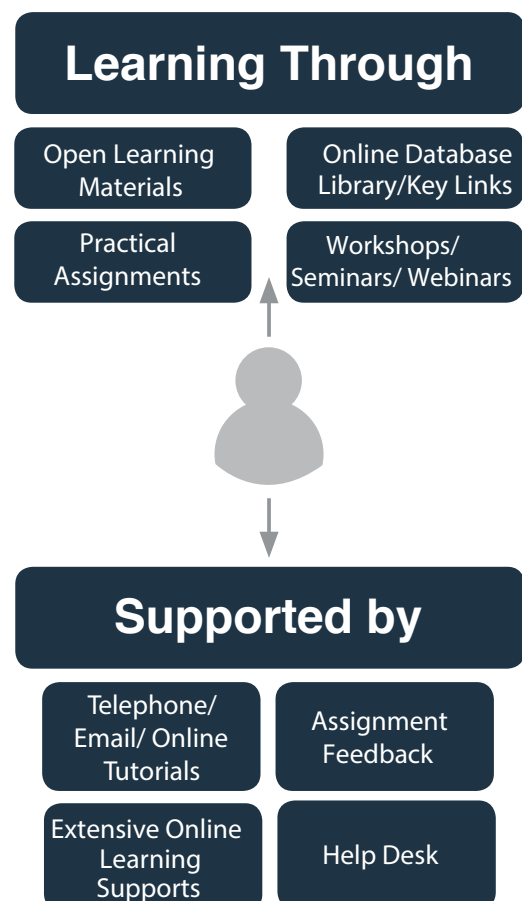 Learning Through
Open Learning
Materials
Online Database
Library/Key Links
Practical
Assignments
Workshops/
Seminars/ Webinars
Supported by
Telephone/
Email/ Online
Tutorials
Assignment
Feedback
Extensive Online
Learning
Supports
Help Desk